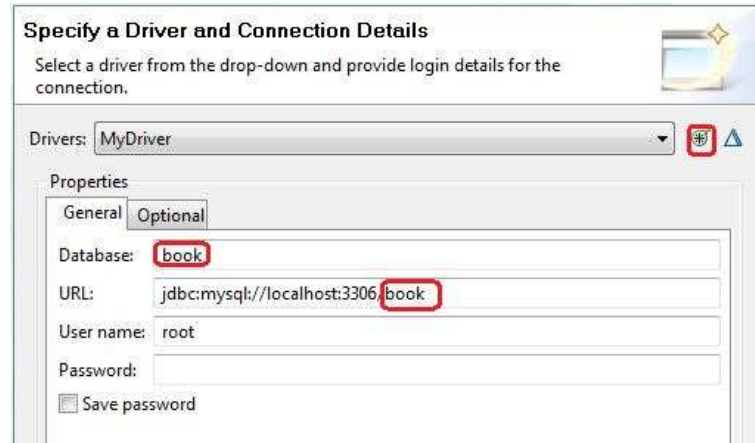 Specify a Driver and Connection Details
Select a driver from the drop-down and provide login details for the
connection.
Drivers: MyDriver
Properties
General Optional
Database: book
URL: jdbc:mysql://localhost:3306/book
User name: root
Password:
Save password